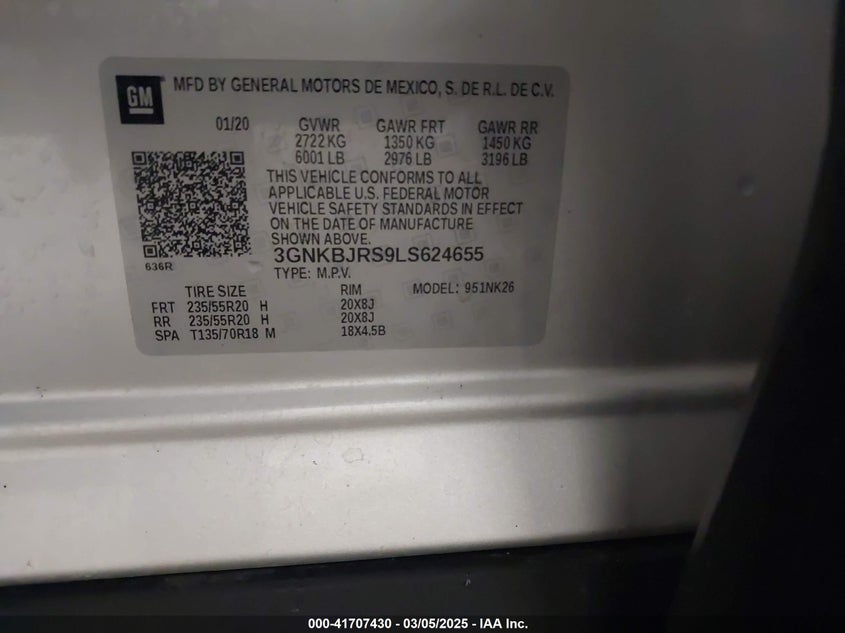 GM
MFD BY GENERAL MOTORS DE MEXICO, S. DE R.L. DE C.V.
01/20 GVWR GAWR FRT GAWR RR
2722 KG 1350 KG 1450 KG
6001 LB 2976 LB 3196 LB
THIS VEHICLE CONFORMS TO ALL
APPLICABLE U.S. FEDERAL MOTOR
VEHICLE SAFETY STANDARDS IN EFFECT
ON THE DATE OF MANUFACTURE
SHOWN ABOVE.
3GNKBJRS9LS624655
636R
TYPE: M.P.V.
TIRE SIZE RIM MODEL: 951NK26
FRT 235/55R20 H 20X8J
RR 235/55R20 H 20X8J
SPA T135/70R18 M 18X4.5B
000-41707430 - 03/05/2025 - IAA Inc.